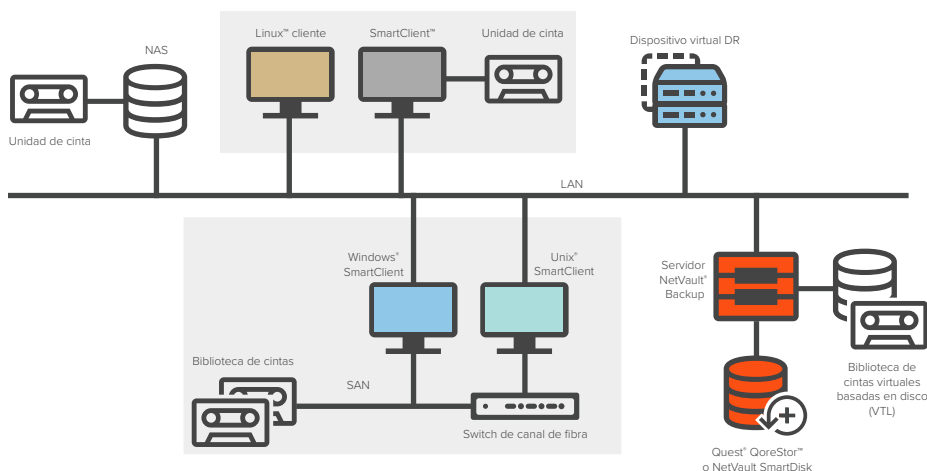 Linux™ cliente
SmartClient™
Unidad de cinta
Dispositivo virtual DR
NAS
Unidad de cinta
LAN
Windows®
SmartClient
Unix®
SmartClient
Servidor
NetVault®
Backup
Biblioteca de cintas
SAN
Switch de canal de fibra
Biblioteca de
cintas virtuales
basadas en disco
(VTL)
Quest® QoreStor™
o NetVault SmartDisk